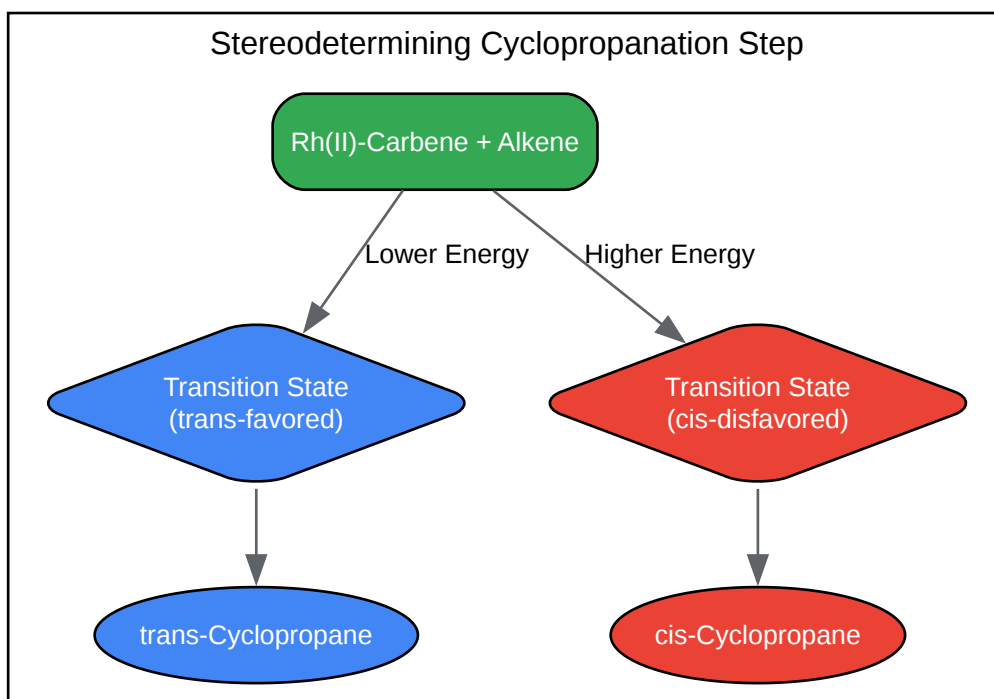 Stereodetermining Cyclopropanation Step
Rh(II)-Carbene + Alkene
Lower Energy
Higher Energy
Transition State
(trans-favored)
Transition State
(cis-disfavored)
trans-Cyclopropane
cis-Cyclopropane